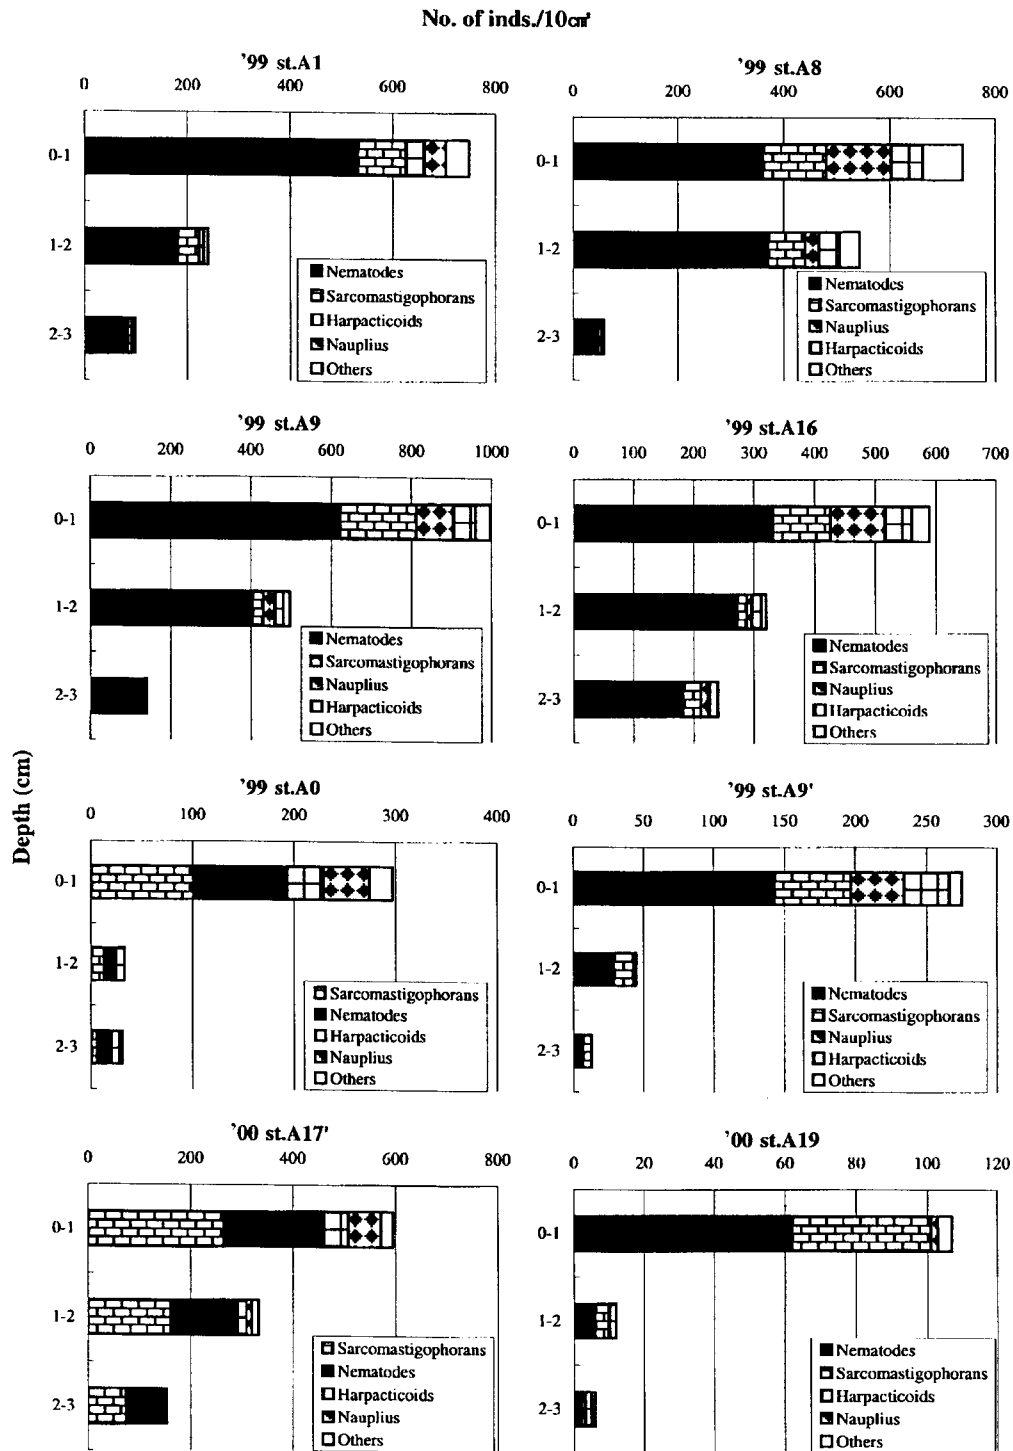 No. of inds./10cm²
'99 st.A1
0 200 400 600 800
0-1
1-2
2-3
Nematodes
Sarcomastigophorans
Harpacticoids
Nauplius
Others
'99 st.A8
0 200 400 600 800
0-1
1-2
2-3
Nematodes
Sarcomastigophorans
Nauplius
Harpacticoids
Others
'99 st.A9
0 200 400 600 800 1000
0-1
1-2
2-3
Nematodes
Sarcomastigophorans
Nauplius
Harpacticoids
Others
'99 st.A16
0 100 200 300 400 500 600 700
0-1
1-2
2-3
Nematodes
Sarcomastigophorans
Nauplius
Harpacticoids
Others
Depth (cm)
'99 st.A0
0 100 200 300 400
0-1
1-2
2-3
Sarcomastigophorans
Nematodes
Harpacticoids
Nauplius
Others
'99 st.A9'
0 50 100 150 200 250 300
0-1
1-2
2-3
Nematodes
Sarcomastigophorans
Nauplius
Harpacticoids
Others
'00 st.A17'
0 200 400 600 800
0-1
1-2
2-3
Sarcomastigophorans
Nematodes
Harpacticoids
Nauplius
Others
'00 st.A19
0 20 40 60 80 100 120
0-1
1-2
2-3
Nematodes
Sarcomastigophorans
Harpacticoids
Nauplius
Others